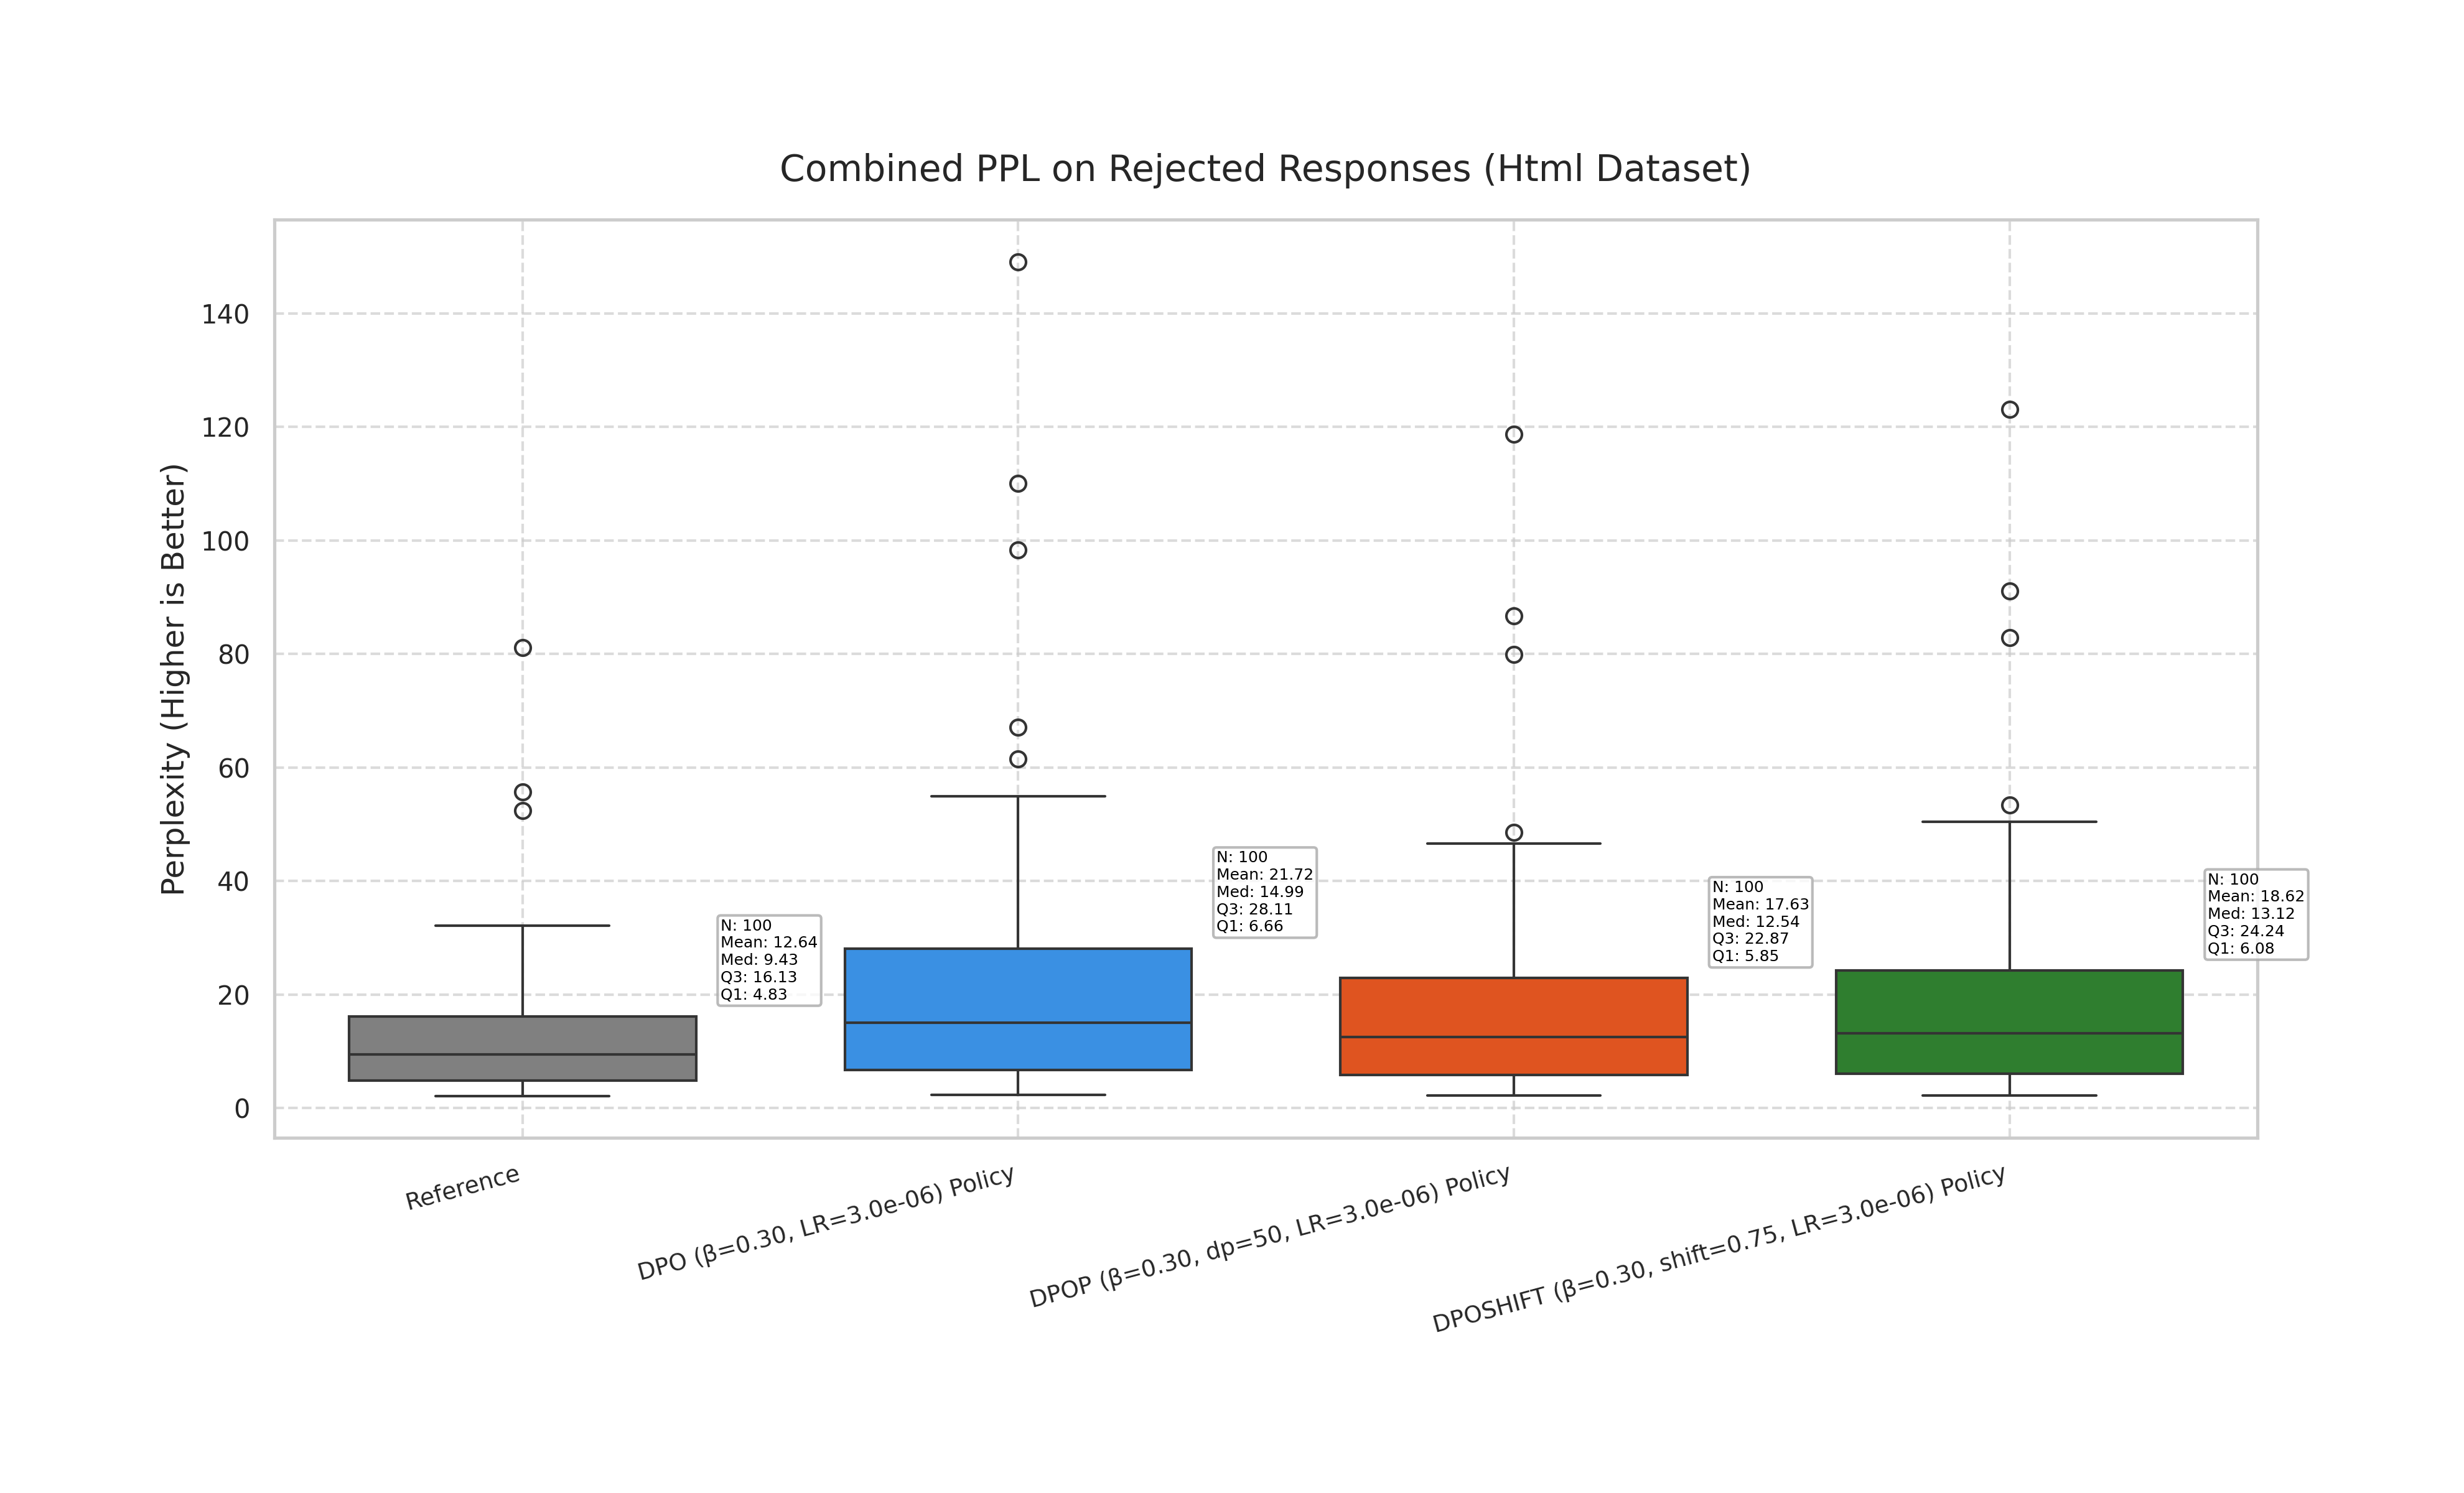 Combined PPL on Rejected Responses (Html Dataset)
Perplexity (Higher is Better)
140
120
100
80
60
40
20
0
N: 100
Mean: 12.64
Med: 9.43
Q3: 16.13
Q1: 4.83
N: 100
Mean: 21.72
Med: 14.99
Q3: 28.11
Q1: 6.66
N: 100
Mean: 17.63
Med: 12.54
Q3: 22.87
Q1: 5.85
N: 100
Mean: 18.62
Med: 13.12
Q3: 24.24
Q1: 6.08
Reference
DPO (β=0.30, LR=3.0e-06) Policy
DPOP (β=0.30, dp=50, LR=3.0e-06) Policy
DPOSHIFT (β=0.30, shift=0.75, LR=3.0e-06) Policy